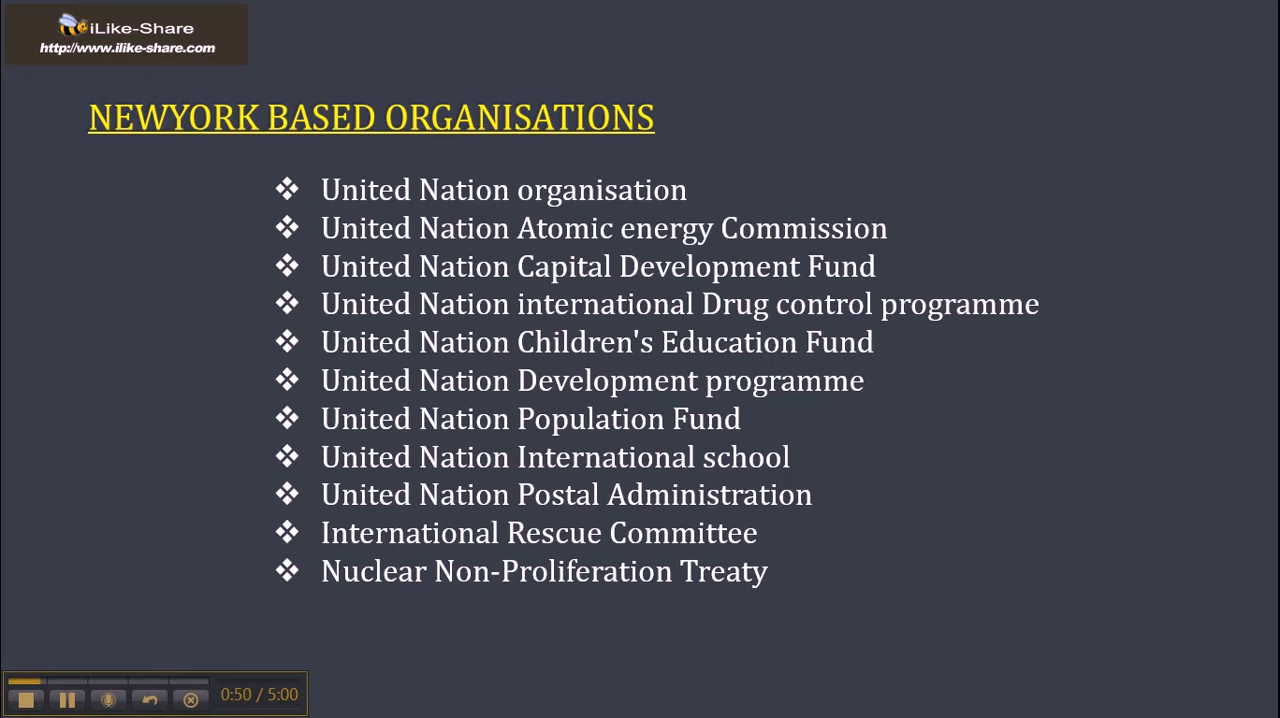 iLike-Share
http://www.ilike-share.com
NEWYORK BASED ORGANISATIONS
❖ United Nation organisation
❖ United Nation Atomic energy Commission
❖ United Nation Capital Development Fund
❖ United Nation international Drug control programme
❖ United Nation Children's Education Fund
❖ United Nation Development programme
❖ United Nation Population Fund
❖ United Nation International school
❖ United Nation Postal Administration
❖ International Rescue Committee
❖ Nuclear Non-Proliferation Treaty
0:50 / 5:00